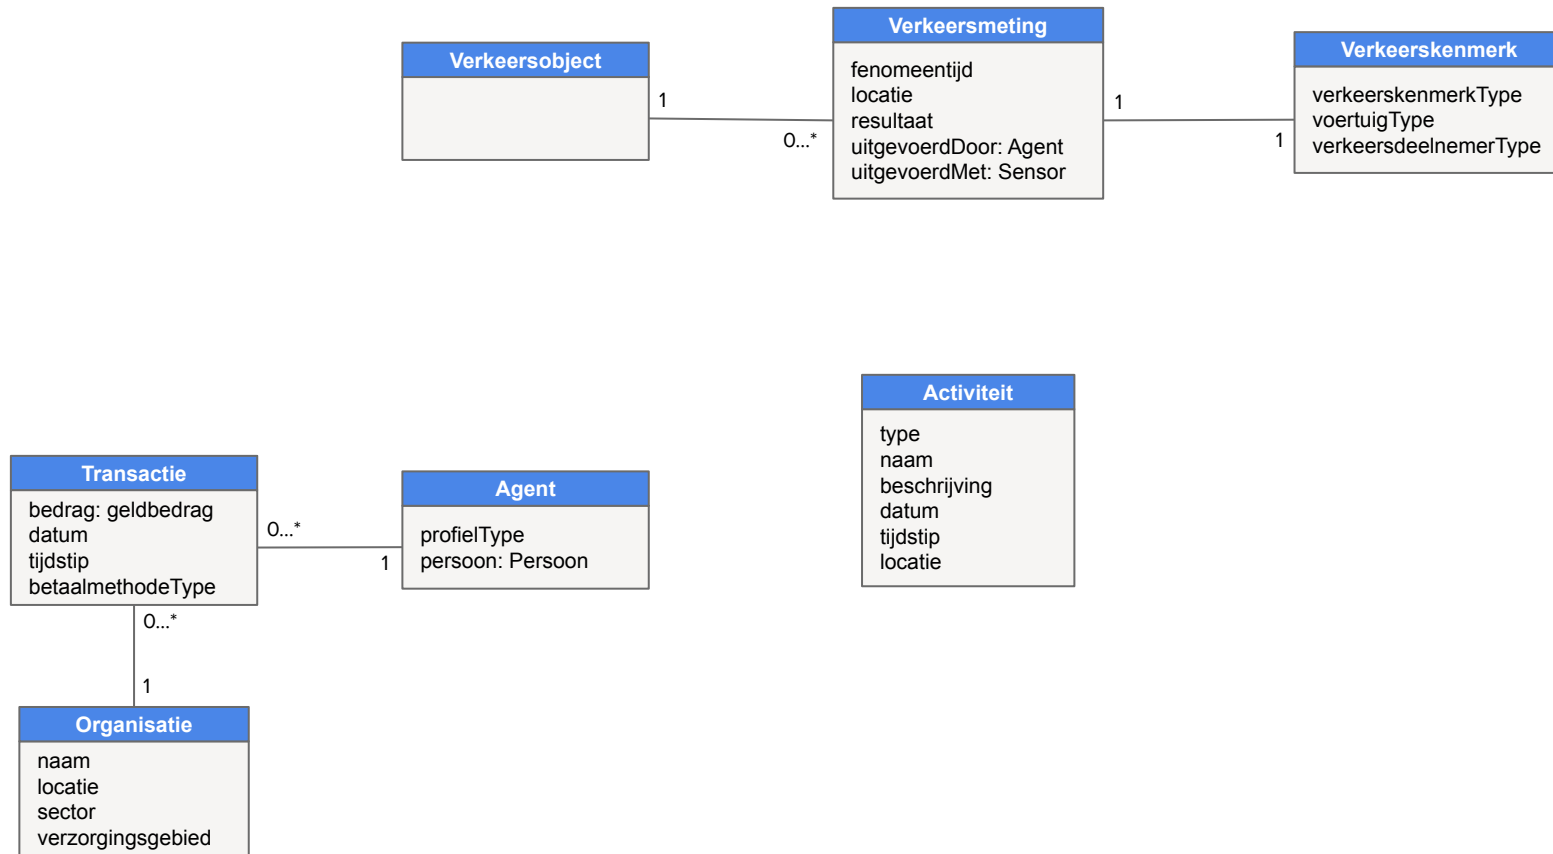 Verkeersobject
1
0...*
Verkeersmeting
fenomeentijd
locatie
resultaat
uitgevoerdDoor: Agent
uitgevoerdMet: Sensor
1
1
Verkeerskenmerk
verkeerskenmerkType
voertuigType
verkeersdeelnemerType
Activiteit
type
naam
beschrijving
datum
tijdstip
locatie
Transactie
bedrag: geldbedrag
datum
tijdstip
betaalmethodeType
0...*
1
Agent
profielType
persoon: Persoon
0...*
1
Organisatie
naam
locatie
sector
verzorgingsgebied